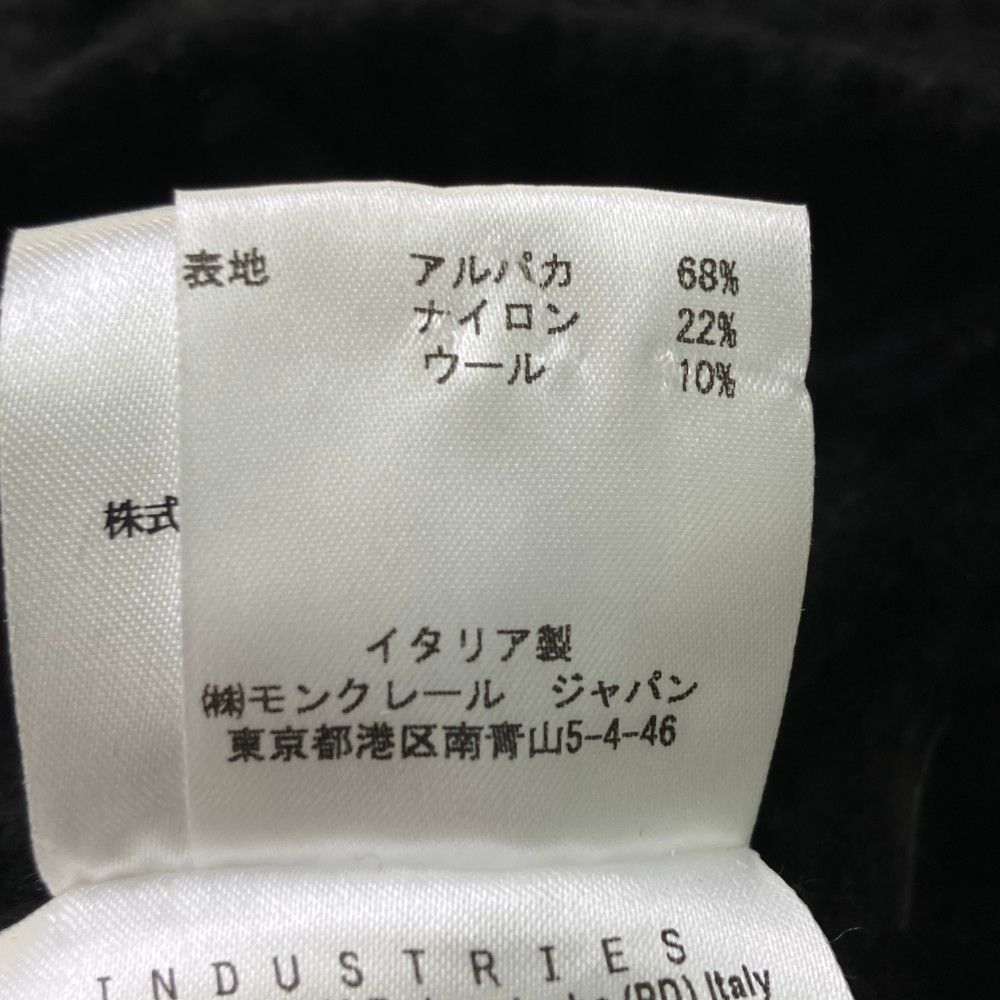 表地 アルパカ 68%
ナイロン 22%
ウール 10%
株式
イタリア製
㈱モンクレール ジャパン
東京都港区南青山5-4-46
INDUSTRIES
(PD) Italy